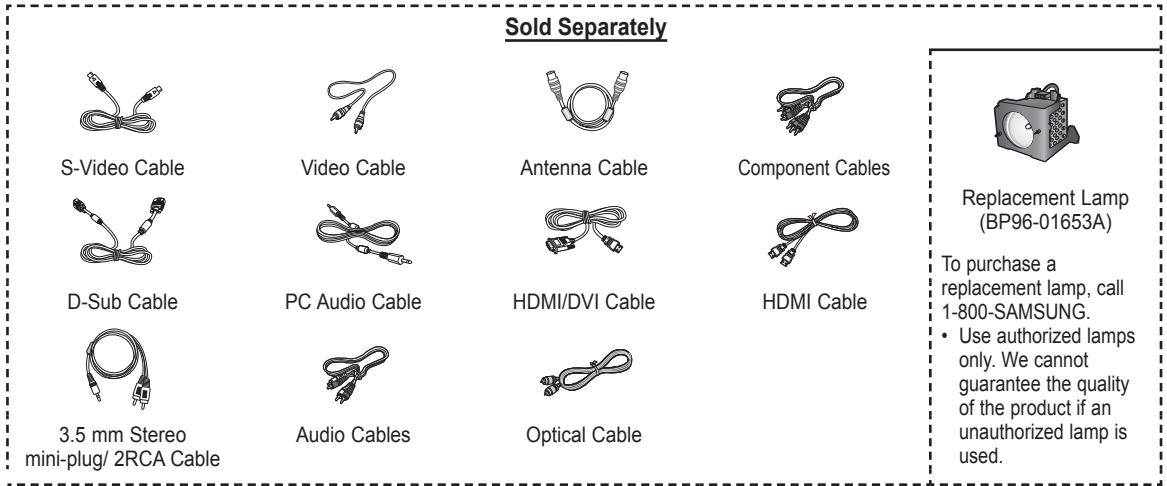 Sold Separately
S-Video Cable
Video Cable
Antenna Cable
Component Cables
D-Sub Cable
PC Audio Cable
HDMI/DVI Cable
HDMI Cable
3.5 mm Stereo
mini-plug/ 2RCA Cable
Audio Cables
Optical Cable
Replacement Lamp
(BP96-01653A)
To purchase a
replacement lamp, call
1-800-SAMSUNG.
• Use authorized lamps
only. We cannot
guarantee the quality
of the product if an
unauthorized lamp is
used.